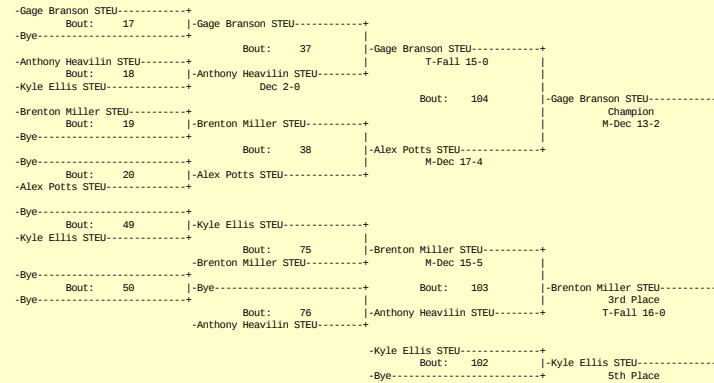 -Gage Branson STEU------------+
Bout: 17 |-Gage Branson STEU------------+
-Bye--------------------------+ |
Bout: 37 |-Gage Branson STEU------------+
-Anthony Heavilin STEU--------+ | T-Fall 15-0 |
Bout: 18 |-Anthony Heavilin STEU--------+ |
-Kyle Ellis STEU--------------+ Dec 2-0 |
Bout: 104 |-Gage Branson STEU------------
-Brenton Miller STEU----------+ | Champion
Bout: 19 |-Brenton Miller STEU----------+ | M-Dec 13-2
-Bye--------------------------+ | |
Bout: 38 |-Alex Potts STEU--------------+
-Bye--------------------------+ | M-Dec 17-4
Bout: 20 |-Alex Potts STEU--------------+
-Alex Potts STEU--------------+
-Bye--------------------------+
Bout: 49 |-Kyle Ellis STEU--------------+
-Kyle Ellis STEU--------------+ |
Bout: 75 |-Brenton Miller STEU----------+
-Brenton Miller STEU----------+ M-Dec 15-5 |
-Bye--------------------------+ |
Bout: 50 |-Bye--------------------------+ Bout: 103 |-Brenton Miller STEU----------
-Bye--------------------------+ | | 3rd Place
Bout: 76 |-Anthony Heavilin STEU--------+ T-Fall 16-0
-Anthony Heavilin STEU--------+
-Kyle Ellis STEU--------------+
Bout: 102 |-Kyle Ellis STEU--------------
-Bye--------------------------+ 5th Place